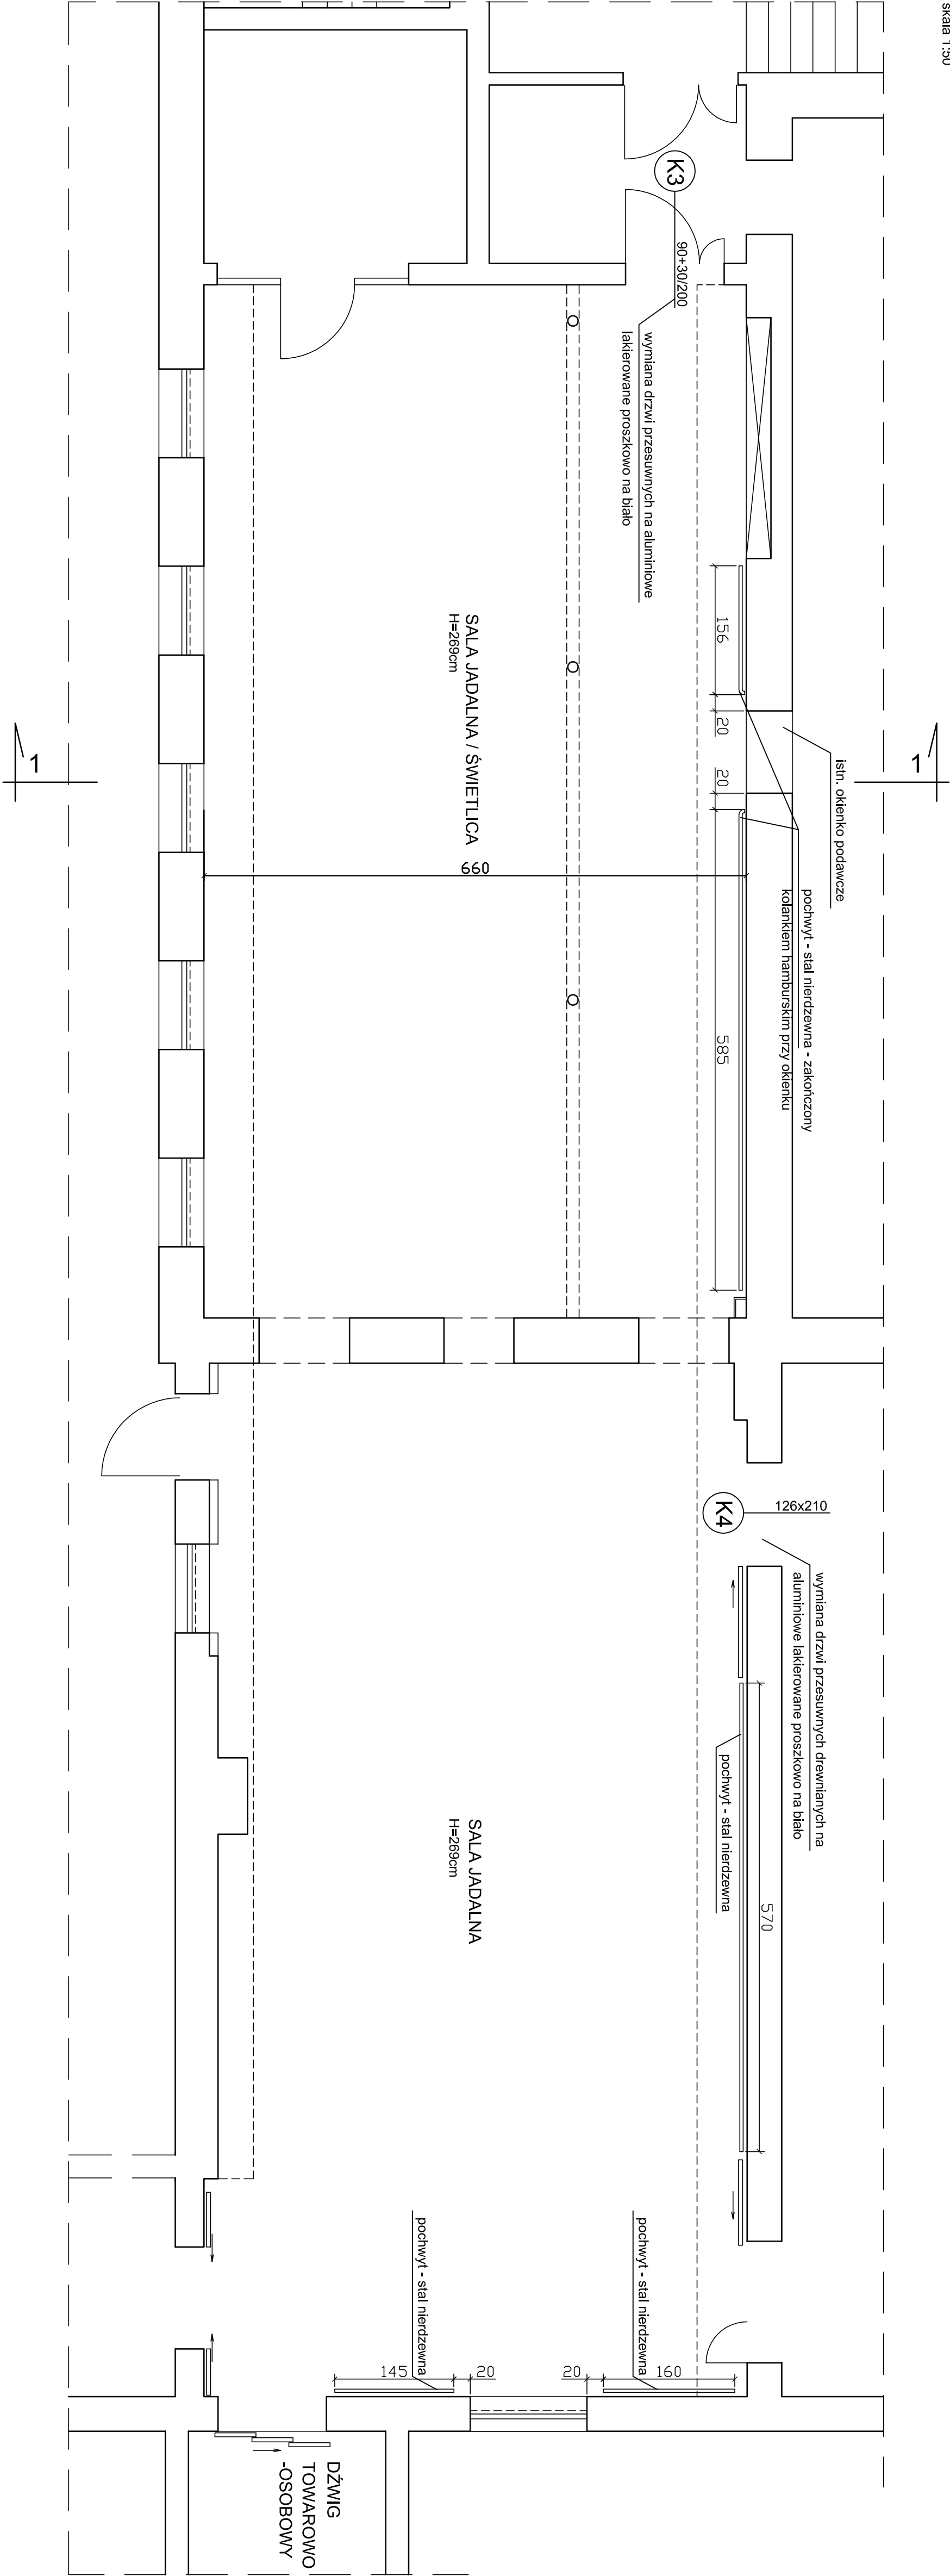 skala 1:50
K3
90+30/200
wymiana drzwi przesuwnych na aluminiowe
lakierowane proszkowo na biało
156
20
20
istn. okienko podawcze
pochwyt - stal nierdzewna - zakończony
kolankiem hamburskim przy okienku
SALA JADALNA / ŚWIETLICA
H=269cm
1
1
660
585
K4
126x210
wymiana drzwi przesuwnych drewnianych na
aluminiowe lakierowane proszkowo na biało
pochwyt - stal nierdzewna
570
SALA JADALNA
H=269cm
pochwyt - stal nierdzewna
pochwyt - stal nierdzewna
145
20
20
160
DŹWIG
TOWAROWO
-OSOBOWY